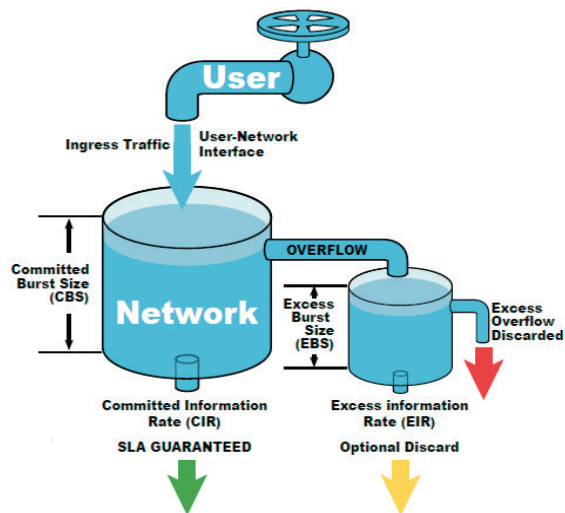 User
Ingress Traffic
User-Network
Interface
OVERFLOW
Committed
Burst Size
(CBS)
Network
Excess
Burst
Size
(EBS)
Excess
Overflow
Discarded
Committed Information
Rate (CIR)
SLA GUARANTEED
Excess information
Rate (EIR)
Optional Discard